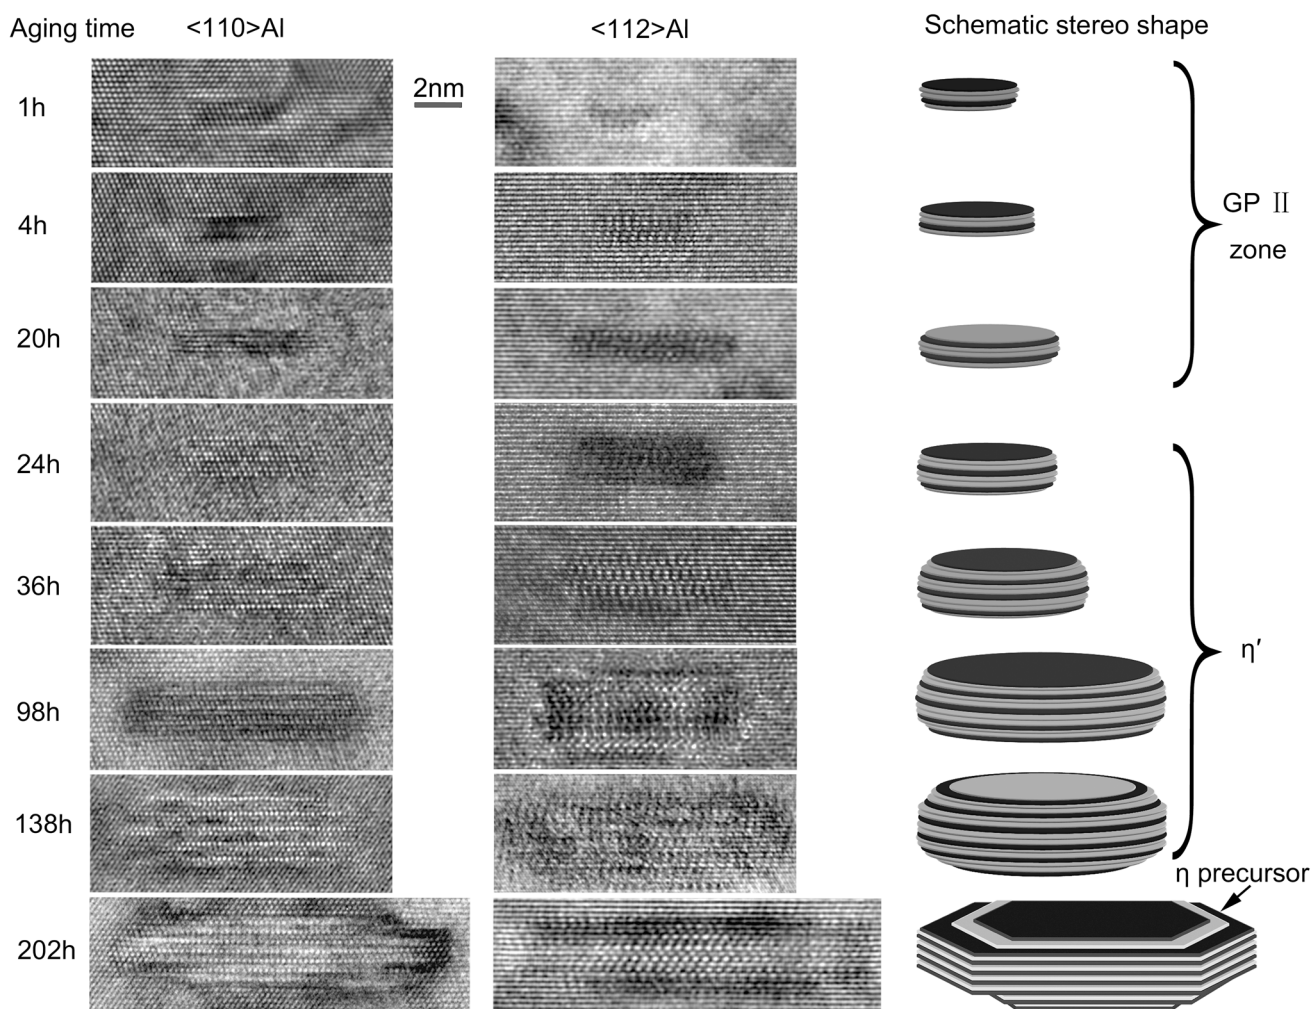 Aging time <110>Al <112>Al Schematic stereo shape
1h
2nm
4h
GP Ⅱ
zone
20h
24h
36h
η′
98h
138h
η precursor
202h